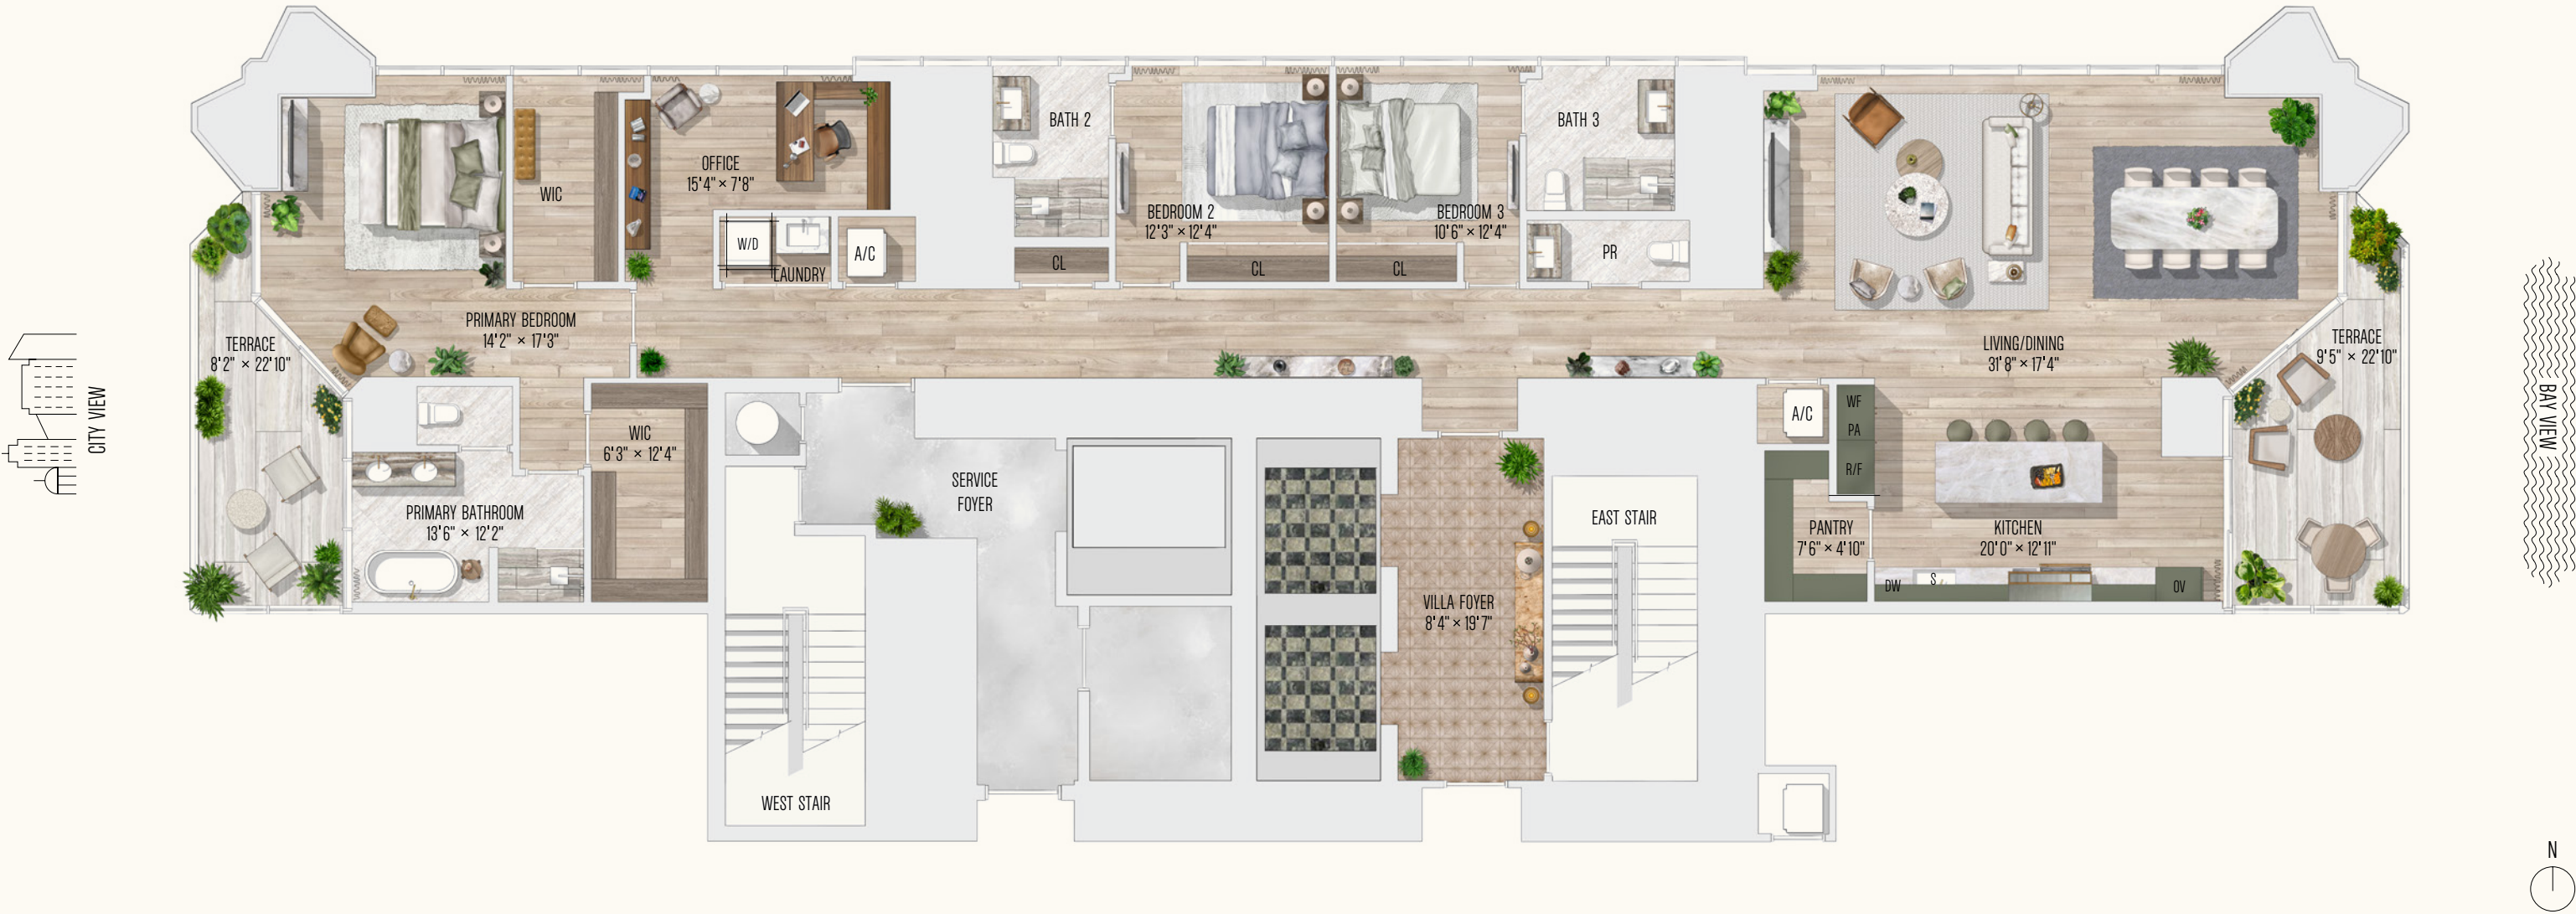 BATH 2
BATH 3
OFFICE
15'4" × 7'8"
WIC
BEDROOM 2
12'3" × 12'4"
BEDROOM 3
10'6" × 12'4"
W/D
LAUNDRY
A/C
CL
CL
CL
PR
PRIMARY BEDROOM
14'2" × 17'3"
TERRACE
8'2" × 22'10"
LIVING/DINING
31'8" × 17'4"
TERRACE
9'5" × 22'10"
CITY VIEW
BAY VIEW
WIC
6'3" × 12'4"
A/C
WF
PA
R/F
SERVICE
FOYER
PRIMARY BATHROOM
13'6" × 12'2"
EAST STAIR
PANTRY
7'6" × 4'10"
KITCHEN
20'0" × 12'11"
DW
S
OV
VILLA FOYER
8'4" × 19'7"
WEST STAIR
N